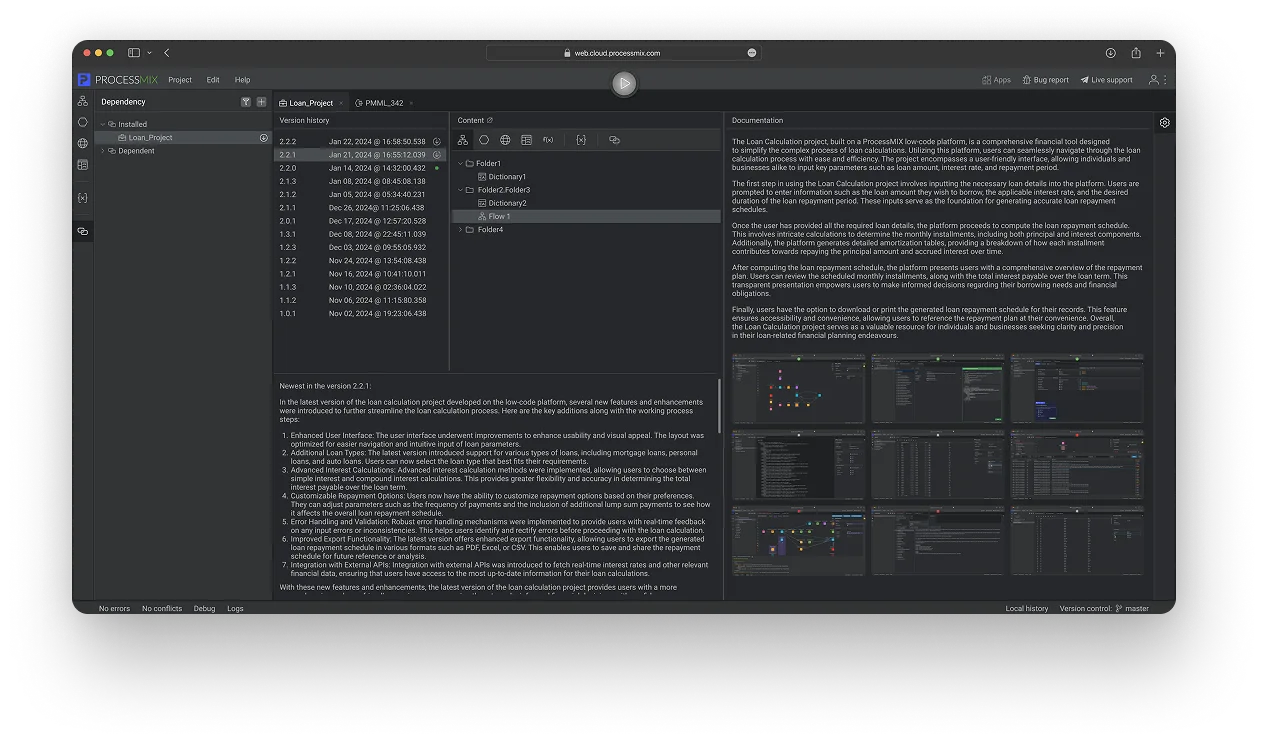 web.cloud.processmix.com
PROCESSMIX Project Edit Help
Apps Bug report Live support
Dependency
Installed
Loan_Project
Dependent
Loan_Project PMML_342
Version history
2.2.2 Jan 22, 2024 @ 16:58:50.538
2.2.1 Jan 21, 2024 @ 16:55:12.039
2.2.0 Jan 14, 2024 @ 14:32:00.432
2.1.3 Jan 08, 2024 @ 08:45:08.138
2.1.2 Jan 05, 2024 @ 05:34:40.231
2.1.1 Dec 26, 2024@ 11:25:06.438
2.0.1 Dec 17, 2024 @ 12:57:20.528
1.3.1 Dec 08, 2024 @ 22:45:11.039
1.2.3 Dec 03, 2024 @ 09:55:05.932
1.2.2 Nov 24, 2024 @ 13:54:08.438
1.2.1 Nov 16, 2024 @ 10:41:10.011
1.1.3 Nov 10, 2024 @ 02:36:04.022
1.1.2 Nov 06, 2024 @ 11:15:80.358
1.0.1 Nov 02, 2024 @ 19:23:06.438
Content
f(x) {x}
Folder1
Dictionary1
Folder2.Folder3
Dictionary2
Flow 1
Folder4
Newest in the version 2.2.1:
In the latest version of the loan calculation project developed on the low-code platform, several new features and enhancements
were introduced to further streamline the loan calculation process. Here are the key additions along with the working process
steps:
1. Enhanced User Interface: The user interface underwent improvements to enhance usability and visual appeal. The layout was
optimized for easier navigation and intuitive input of loan parameters.
2. Additional Loan Types: The latest version introduced support for various types of loans, including mortgage loans, personal
loans, and auto loans. Users can now select the loan type that best fits their requirements.
3. Advanced Interest Calculations: Advanced interest calculation methods were implemented, allowing users to choose between
simple interest and compound interest calculations. This provides greater flexibility and accuracy in determining the total
interest payable over the loan term.
4. Customizable Repayment Options: Users now have the ability to customize repayment options based on their preferences.
They can adjust parameters such as the frequency of payments and the inclusion of additional lump sum payments to see how
it affects the overall loan repayment schedule.
5. Error Handling and Validation: Robust error handling mechanisms were implemented to provide users with real-time feedback
on any input errors or inconsistencies. This helps users identify and rectify errors before proceeding with the loan calculation.
6. Improved Export Functionality: The latest version offers enhanced export functionality, allowing users to export the generated
loan repayment schedule in various formats such as PDF, Excel, or CSV. This enables users to save and share the repayment
schedule for future reference or analysis.
7. Integration with External APIs: Integration with external APIs was introduced to fetch real-time interest rates and other relevant
financial data, ensuring that users have access to the most up-to-date information for their loan calculations.
With these new features and enhancements, the latest version of the loan calculation project provides users with a more
Documentation
The Loan Calculation project, built on a ProcessMIX low-code platform, is a comprehensive financial tool designed
to simplify the complex process of loan calculations. Utilizing this platform, users can seamlessly navigate through the loan
calculation process with ease and efficiency. The project encompasses a user-friendly interface, allowing individuals and
businesses alike to input key parameters such as loan amount, interest rate, and repayment period.
The first step in using the Loan Calculation project involves inputting the necessary loan details into the platform. Users are
prompted to enter information such as the loan amount they wish to borrow, the applicable interest rate, and the desired
duration of the loan repayment period. These inputs serve as the foundation for generating accurate loan repayment
schedules.
Once the user has provided all the required loan details, the platform proceeds to compute the loan repayment schedule.
This involves intricate calculations to determine the monthly installments, including both principal and interest components.
Additionally, the platform generates detailed amortization tables, providing a breakdown of how each installment
contributes towards repaying the principal amount and accrued interest over time.
After computing the loan repayment schedule, the platform presents users with a comprehensive overview of the repayment
plan. Users can review the scheduled monthly installments, along with the total interest payable over the loan term. This
transparent presentation empowers users to make informed decisions regarding their borrowing needs and financial
obligations.
Finally, users have the option to download or print the generated loan repayment schedule for their records. This feature
ensures accessibility and convenience, allowing users to reference the repayment plan at their convenience. Overall,
the Loan Calculation project serves as a valuable resource for individuals and businesses seeking clarity and precision
in their loan-related financial planning endeavours.
{x}
No errors No conflicts Debug Logs
Local history Version control: master